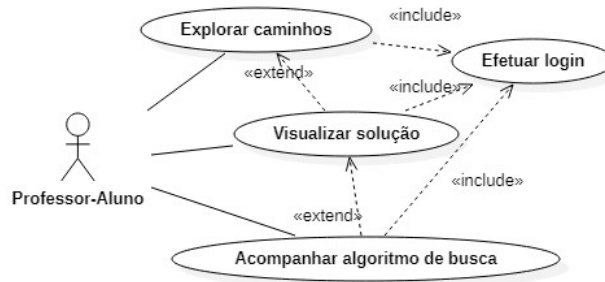 Explorar caminhos
«include»
Efetuar login
«extend»
«include»
Visualizar solução
Professor-Aluno
«include»
«extend»
Acompanhar algoritmo de busca